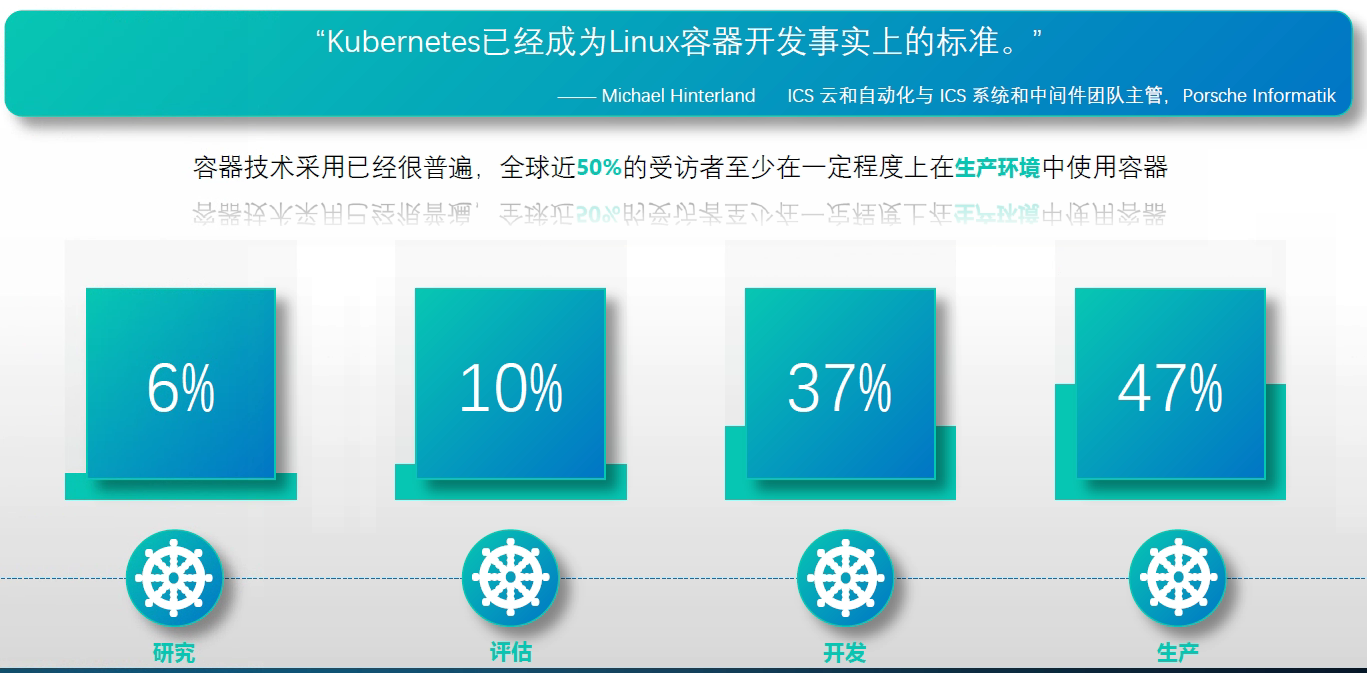 “Kubernetes已经成为Linux容器开发事实上的标准。”
—— Michael Hinterland ICS 云和自动化与 ICS 系统和中间件团队主管，Porsche Informatik
容器技术采用已经很普遍，全球近50%的受访者至少在一定程度上在生产环境中使用容器
6%
10%
37%
47%
研究
评估
开发
生产